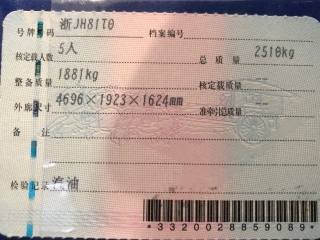 号牌号码 浙JH81T0 档案编号
核定载人数 5人 总质量 2510kg
整备质量 1881kg 核定载质量
外廓尺寸 4696×1923×1624mm 准牵引总质量
备注
检验记录 汽油
*3320028859089*